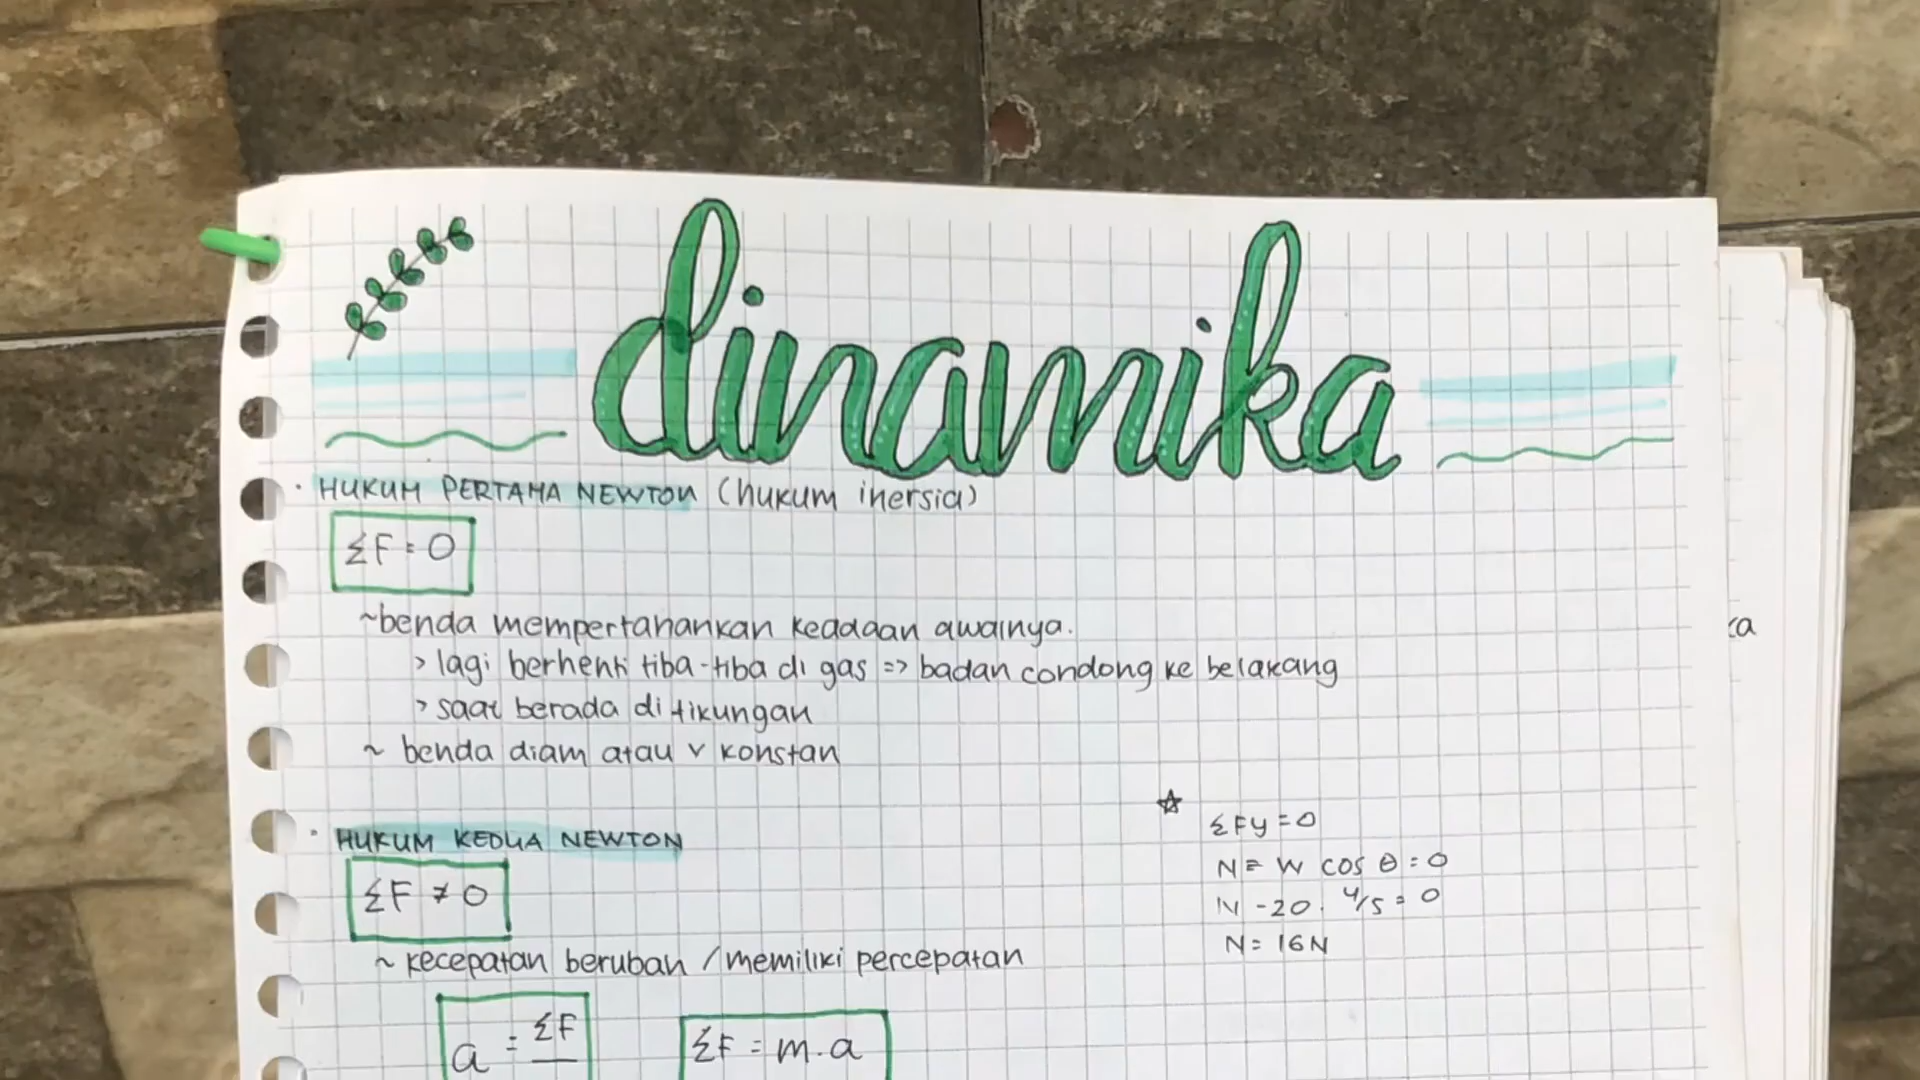 dinamika
· HUKUM PERTAMA NEWTON (hukum inersia)
ΣF = 0
~benda mempertahankan keadaan awalnya.
> lagi berhenti tiba-tiba di gas => badan condong ke belakang
> saat berada di tikungan
~ benda diam atau v konstan
· HUKUM KEDUA NEWTON
ΣF ≠ 0
~ kecepatan berubah / memiliki percepatan
a = ΣF
ΣF = m.a
☆
ΣFy = 0
N = W cos θ = 0
N - 20 . 4/5 = 0
N = 16N